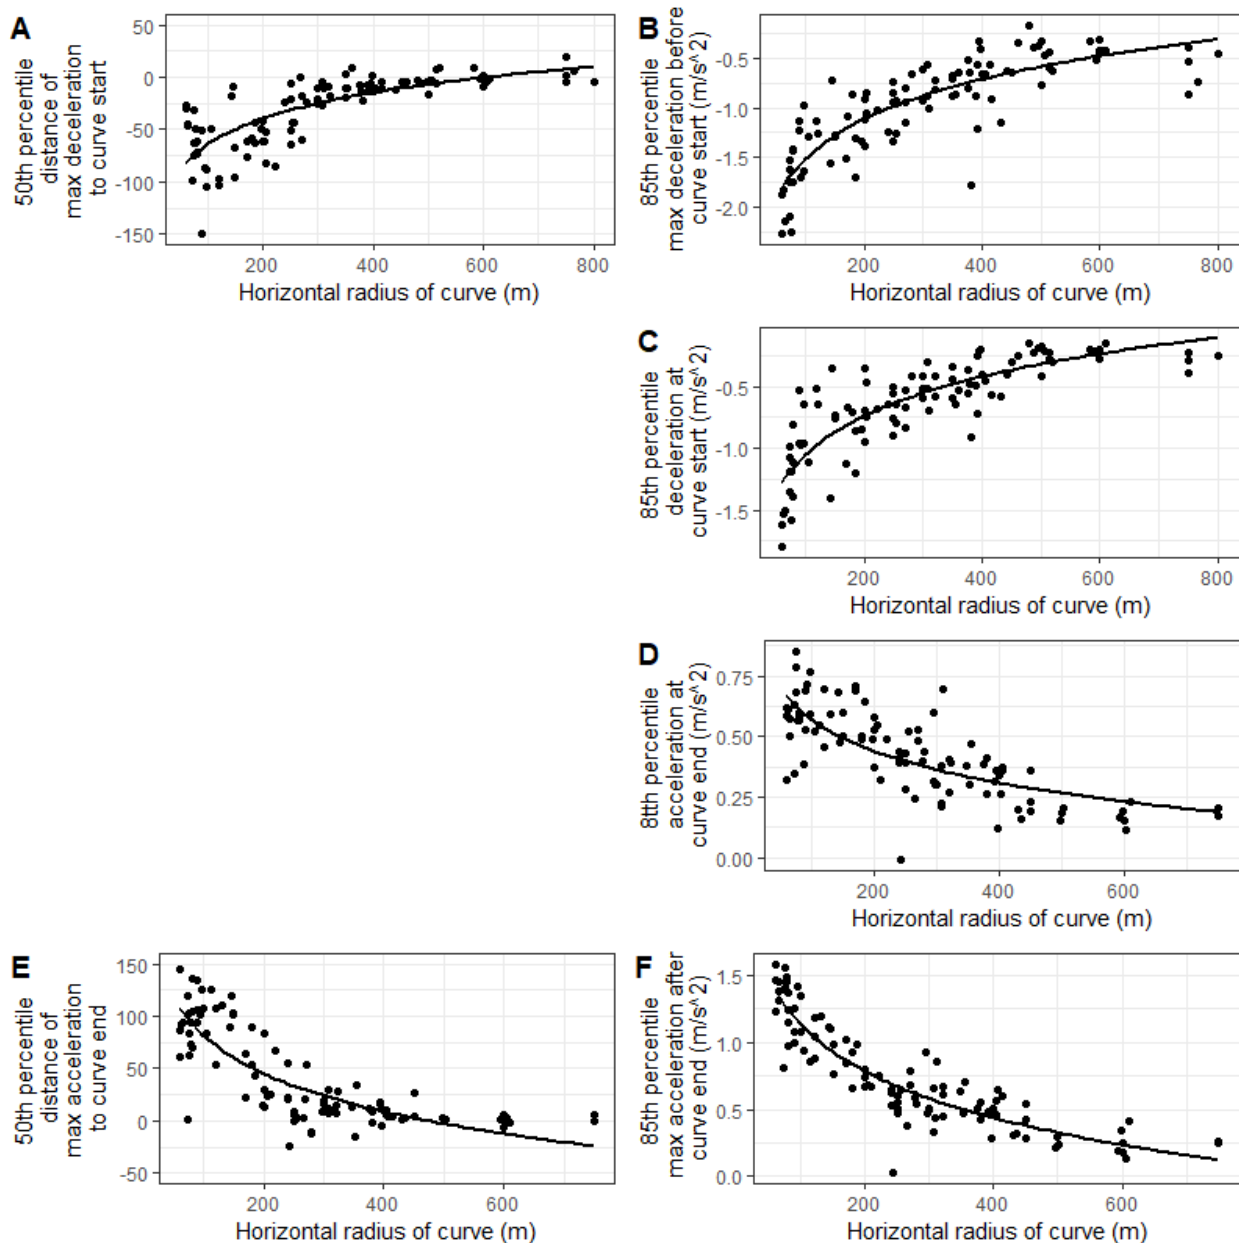 A
50th percentile
distance of
max deceleration
to curve start
50
0
-50
-100
-150
200
400
600
800
Horizontal radius of curve (m)
B
85th percentile
max deceleration before
curve start (m/s^2)
-0.5
-1.0
-1.5
-2.0
200
400
600
800
Horizontal radius of curve (m)
C
85th percentile
deceleration at
curve start (m/s^2)
-0.5
-1.0
-1.5
200
400
600
800
Horizontal radius of curve (m)
D
8tth percentile
acceleration at
curve end (m/s^2)
0.75
0.50
0.25
0.00
200
400
600
Horizontal radius of curve (m)
E
50th percentile
distance of
max acceleration
to curve end
150
100
50
0
-50
200
400
600
Horizontal radius of curve (m)
F
85th percentile
max acceleration after
curve end (m/s^2)
1.5
1.0
0.5
0.0
200
400
600
Horizontal radius of curve (m)